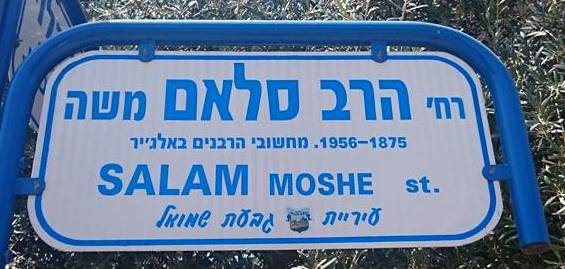 רח' הרב סלאם משה
1956-1875. מחשובי הרבנים באלג'יר
SALAM MOSHE st.
עיריית גבעת שמואל